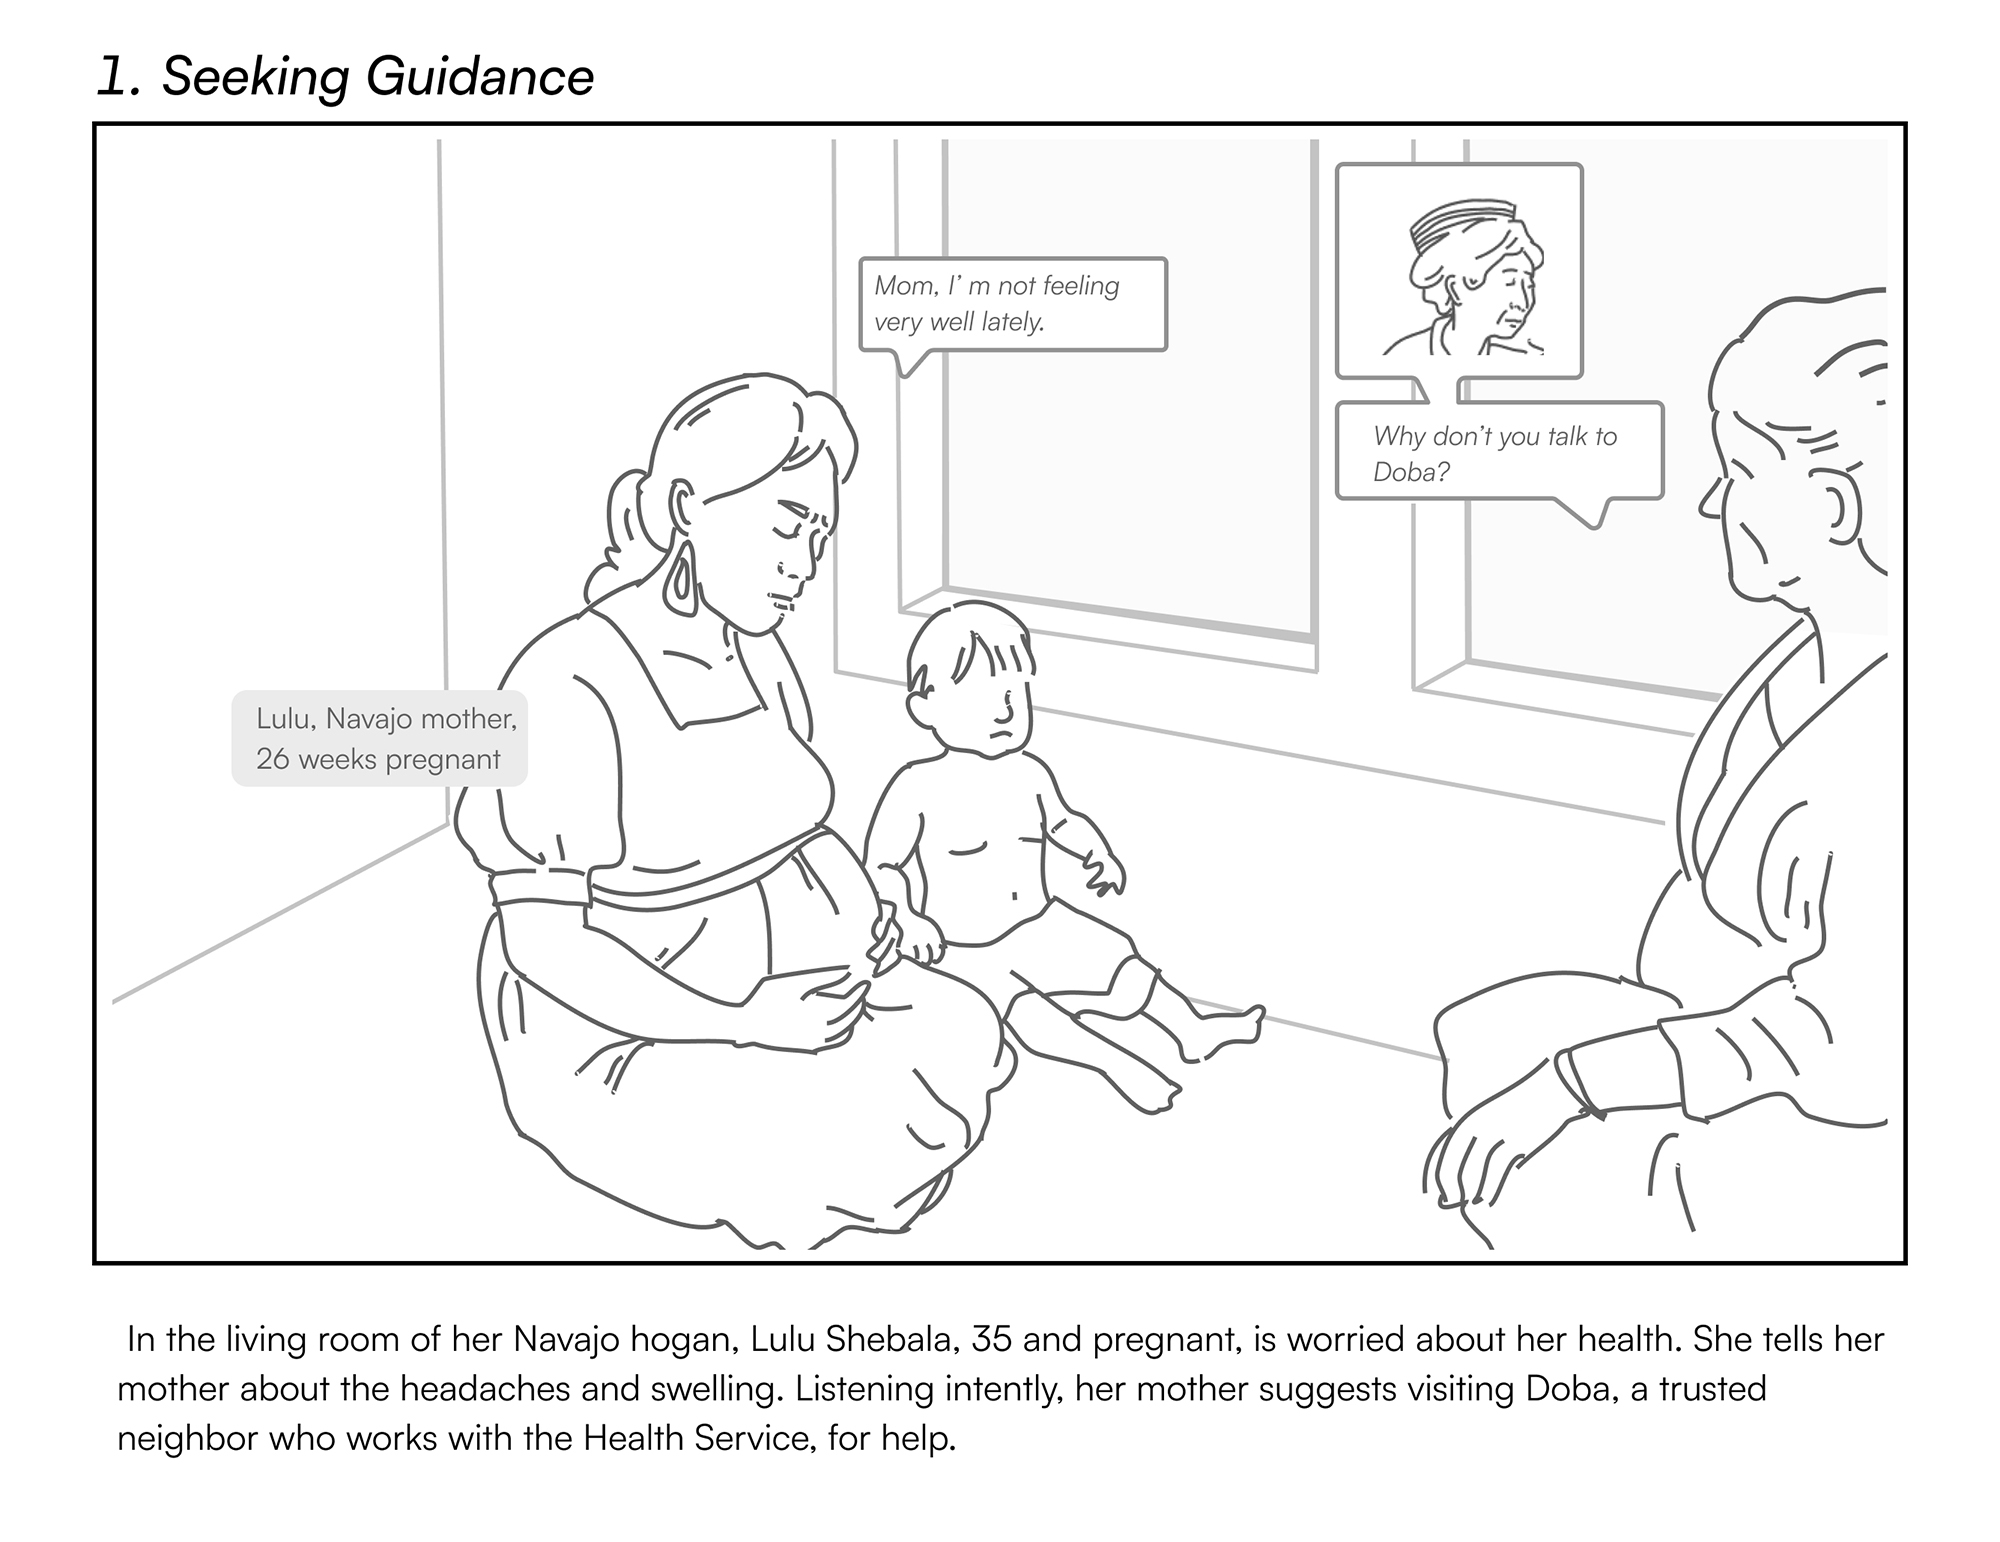 1. Seeking Guidance
Mom, I' m not feeling
very well lately.
Why don't you talk to
Doba?
Lulu, Navajo mother,
26 weeks pregnant
In the living room of her Navajo hogan, Lulu Shebala, 35 and pregnant, is worried about her health. She tells her
mother about the headaches and swelling. Listening intently, her mother suggests visiting Doba, a trusted
neighbor who works with the Health Service, for help.